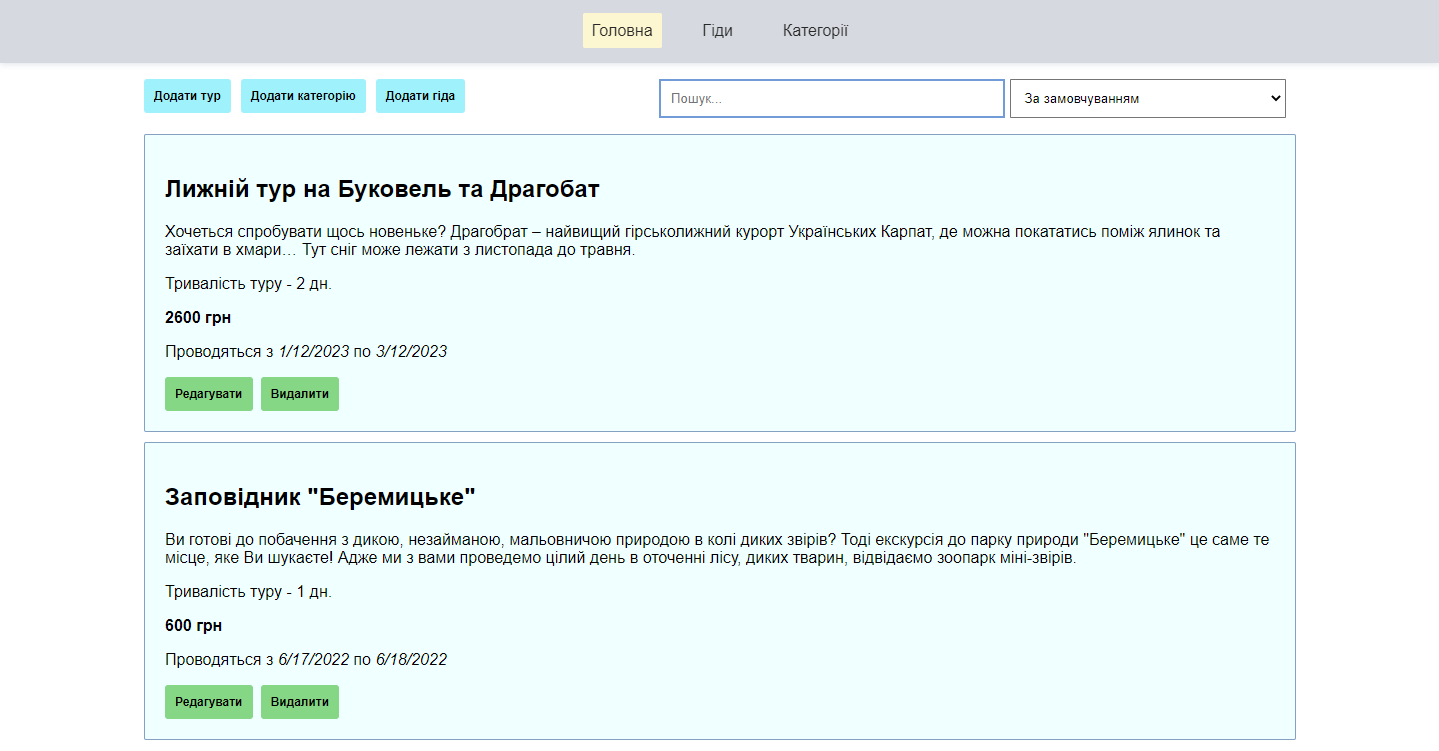 Головна Гіди Категорії
Додати тур Додати категорію Додати гіда Пошук... За замовчуванням
Лижній тур на Буковель та Драгобат
Хочеться спробувати щось новеньке? Драгобрат – найвищий гірськолижний курорт Українських Карпат, де можна покататись поміж ялинок та
заїхати в хмари… Тут сніг може лежати з листопада до травня.
Тривалість туру - 2 дн.
2600 грн
Проводяться з 1/12/2023 по 3/12/2023
Редагувати Видалити
Заповідник "Беремицьке"
Ви готові до побачення з дикою, незайманою, мальовничою природою в колі диких звірів? Тоді екскурсія до парку природи "Беремицьке" це саме те
місце, яке Ви шукаєте! Адже ми з вами проведемо цілий день в оточенні лісу, диких тварин, відвідаємо зоопарк міні-звірів.
Тривалість туру - 1 дн.
600 грн
Проводяться з 6/17/2022 по 6/18/2022
Редагувати Видалити